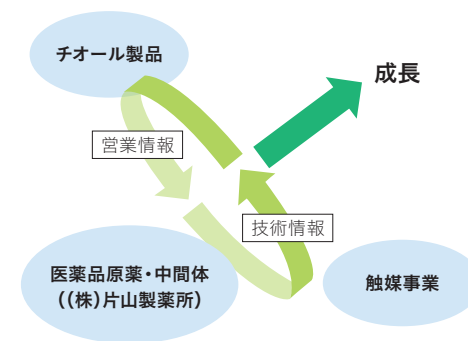 チオール製品
成長
営業情報
技術情報
医薬品原薬・中間体
((株)片山製薬所)
触媒事業